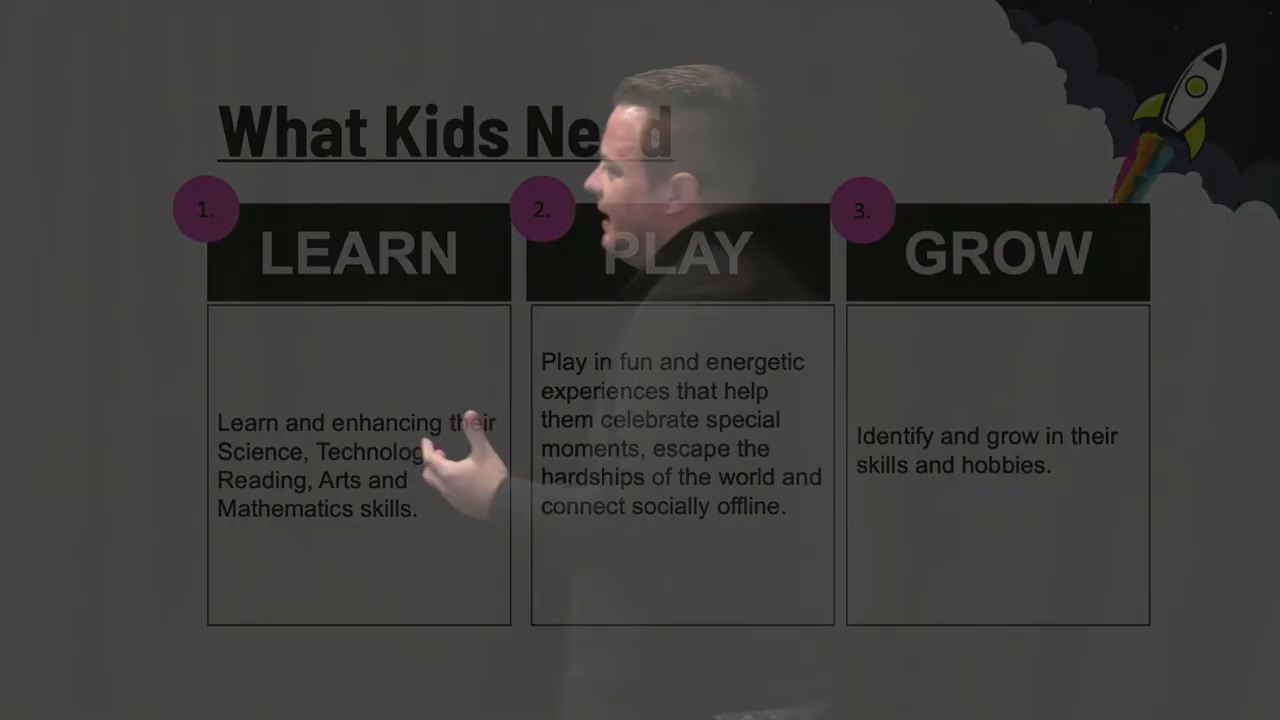 What Kids Need
1.
LEARN
2.
PLAY
3.
GROW
Learn and enhancing their
Science, Technology
Reading, Arts and
Mathematics skills.
Play in fun and energetic
experiences that help
them celebrate special
moments, escape the
hardships of the world and
connect socially offline.
Identify and grow in their
skills and hobbies.